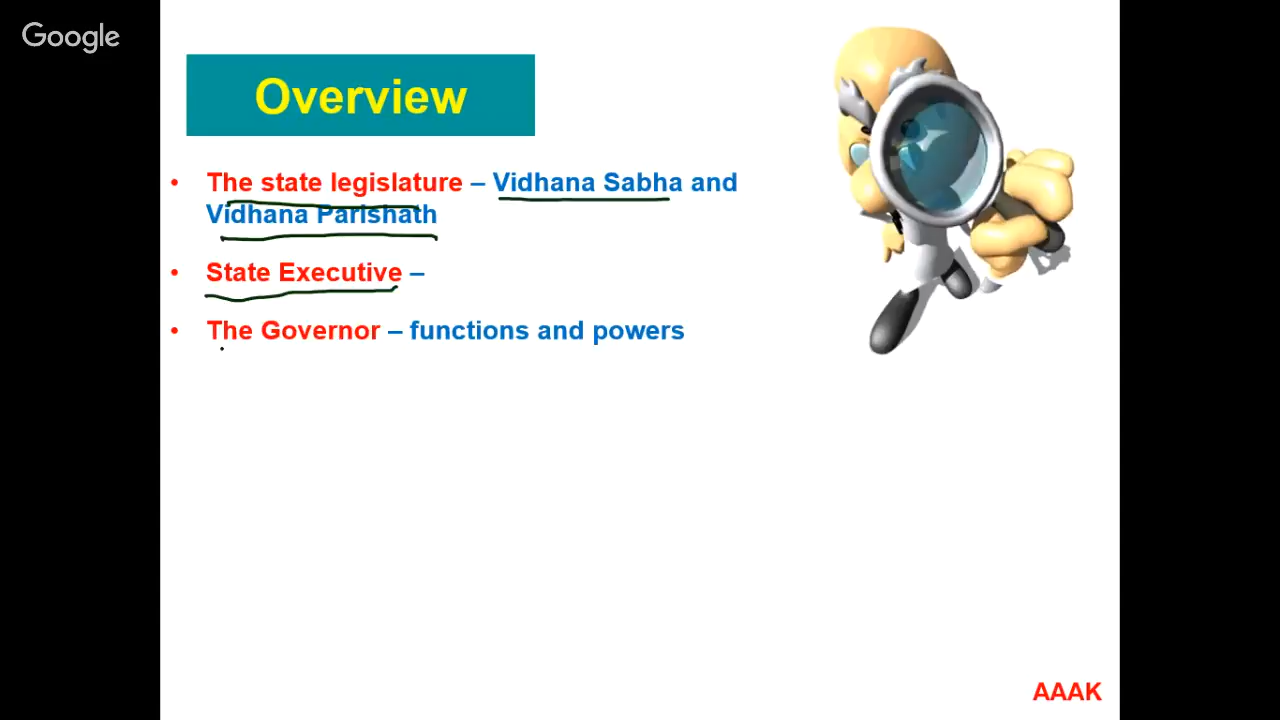 Google
Overview
• The state legislature – Vidhana Sabha and
Vidhana Parishath
• State Executive –
• The Governor – functions and powers
AAAK